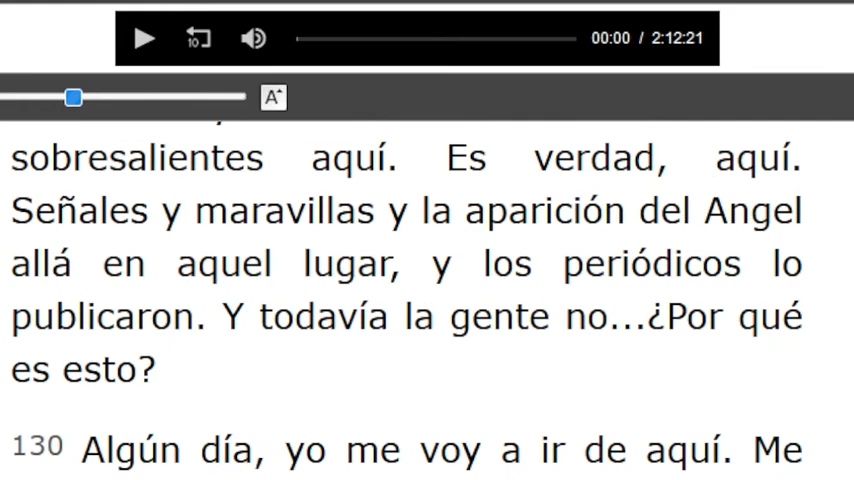 10
00:00 / 2:12:21
A
sobresalientes aquí. Es verdad, aquí.
Señales y maravillas y la aparición del Angel
allá en aquel lugar, y los periódicos lo
publicaron. Y todavía la gente no...¿Por qué
es esto?
130 Algún día, yo me voy a ir de aquí. Me